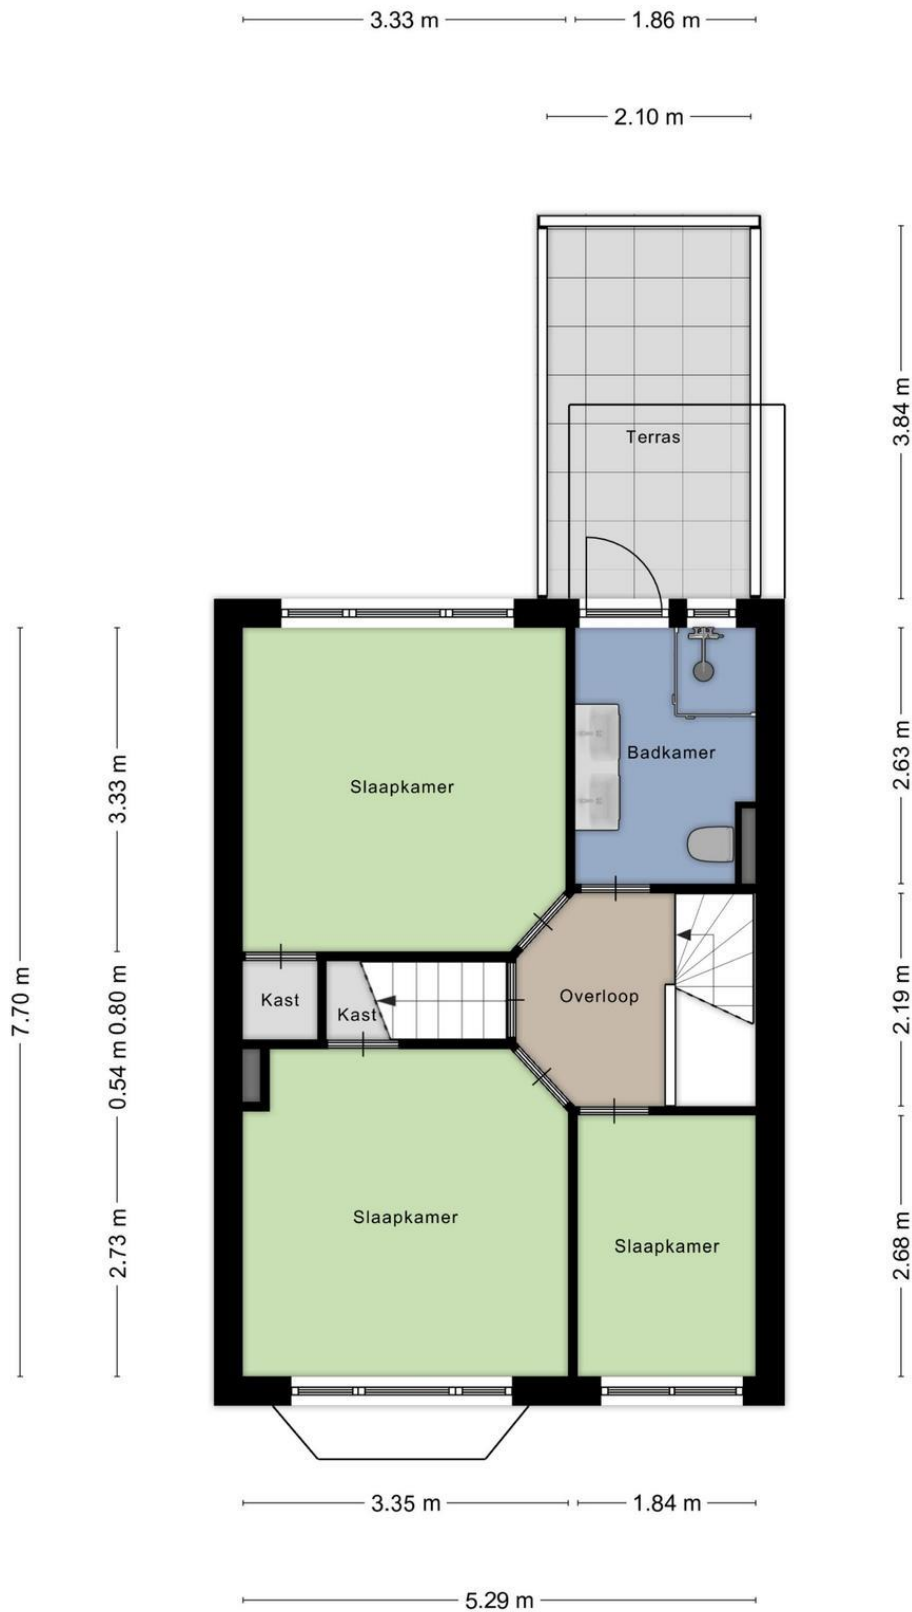 3.33 m 1.86 m
2.10 m
3.84 m
Terras
Badkamer
2.63 m
Slaapkamer
3.33 m
7.70 m
0.80 m
Kast
Kast
Overloop
2.19 m
0.54 m
Slaapkamer
2.73 m
Slaapkamer
2.68 m
3.35 m 1.84 m
5.29 m